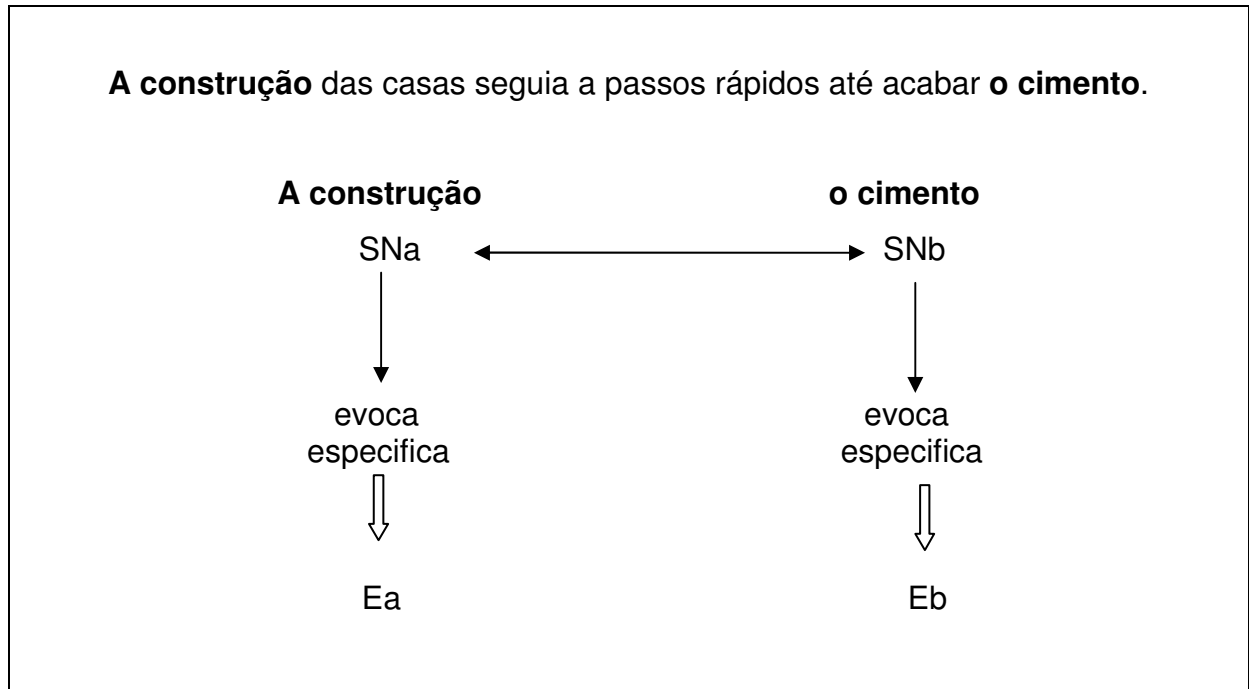 A construção das casas seguia a passos rápidos até acabar o cimento.
A construção o cimento
SNa SNb
evoca evoca
especifica especifica
Ea Eb